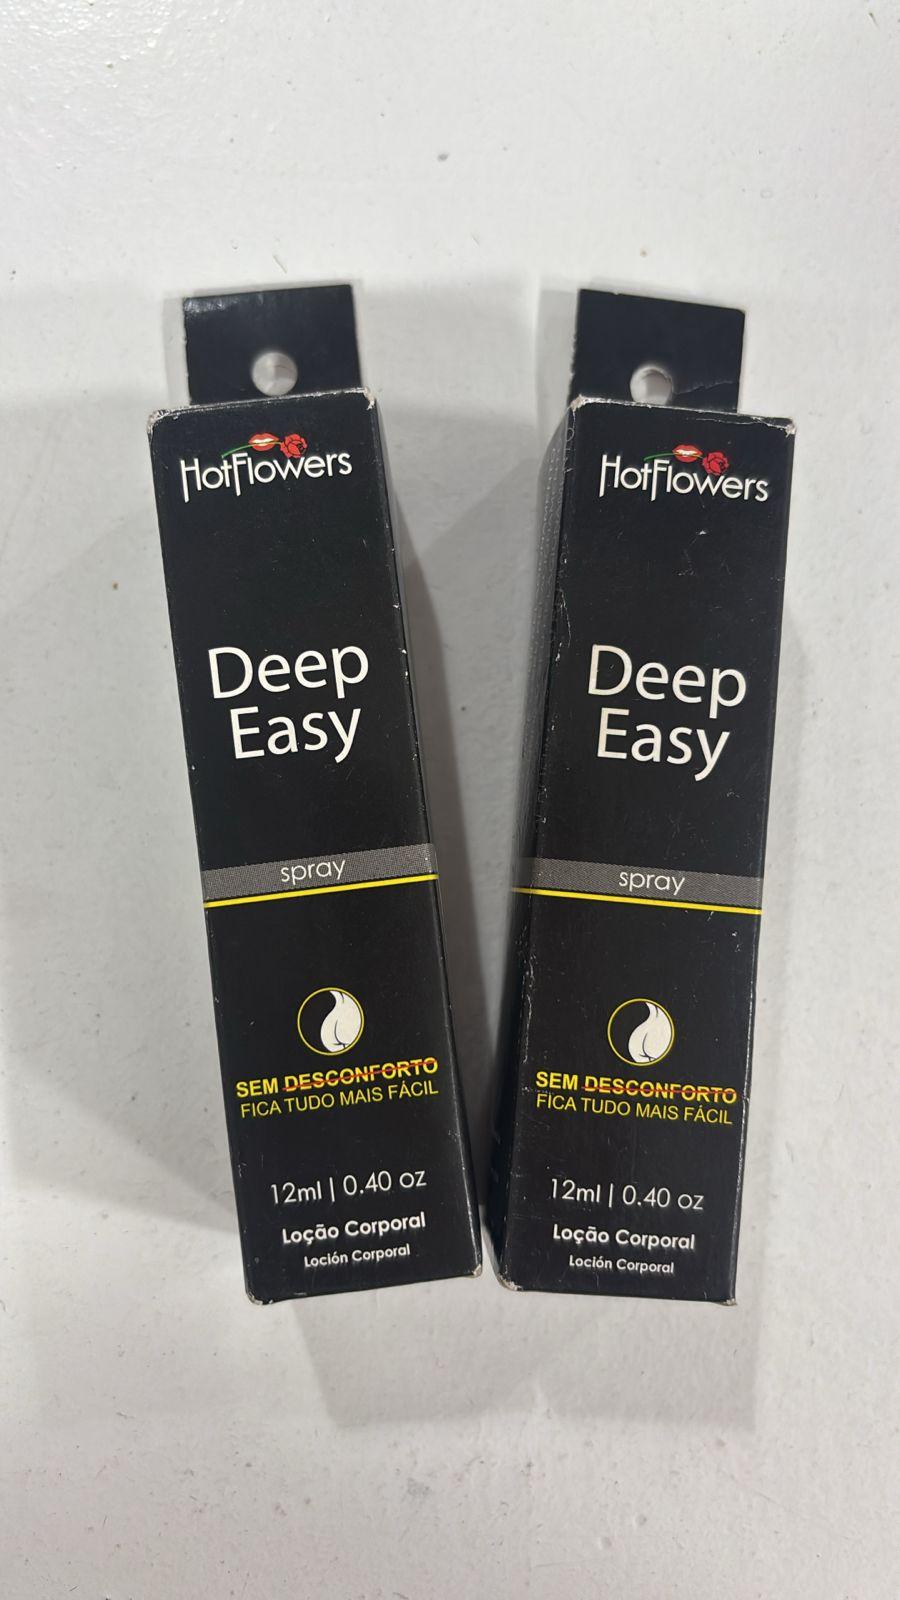 HotFlowers
Deep
Easy
spray
SEM DESCONFORTO
FICA TUDO MAIS FÁCIL
12ml | 0.40 oz
Loção Corporal
Loción Corporal
HotFlowers
Deep
Easy
spray
SEM DESCONFORTO
FICA TUDO MAIS FÁCIL
12ml | 0.40 oz
Loção Corporal
Loción Corporal